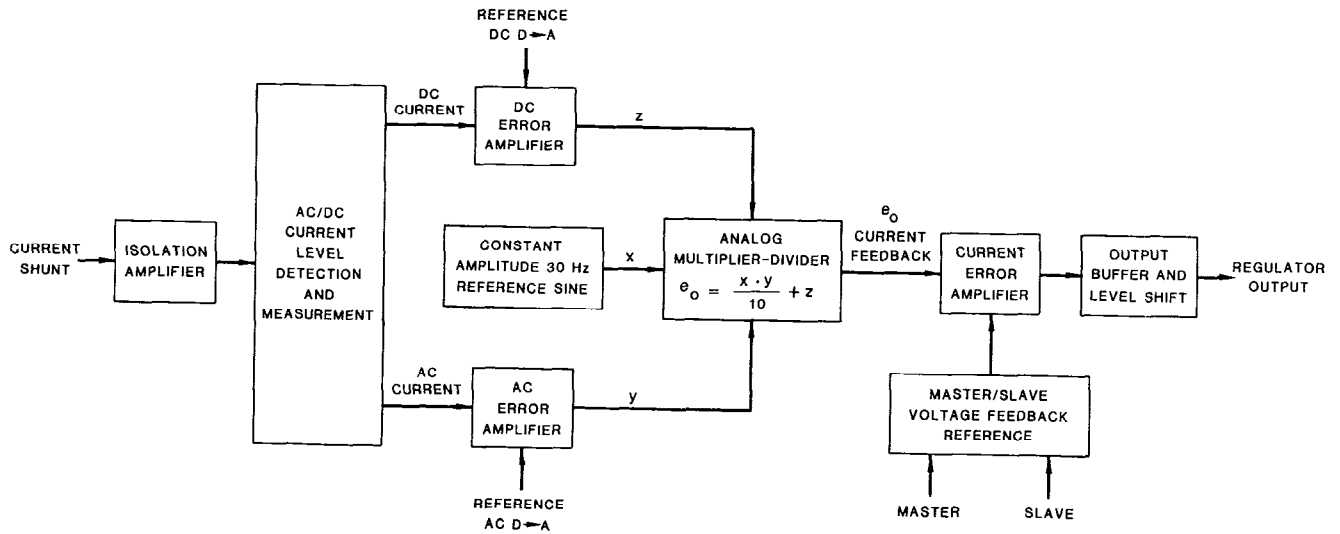 REFERENCE
DC D→A
DC
CURRENT
DC
ERROR
AMPLIFIER
z
CURRENT
SHUNT
ISOLATION
AMPLIFIER
AC/DC
CURRENT
LEVEL
DETECTION
AND
MEASUREMENT
CONSTANT
AMPLITUDE 30 Hz
REFERENCE SINE
x
ANALOG
MULTIPLIER-DIVIDER
e₀ = x · y / 10 + z
e₀
CURRENT
FEEDBACK
CURRENT
ERROR
AMPLIFIER
OUTPUT
BUFFER AND
LEVEL SHIFT
REGULATOR
OUTPUT
AC
CURRENT
AC
ERROR
AMPLIFIER
y
REFERENCE
AC D→A
MASTER/SLAVE
VOLTAGE FEEDBACK
REFERENCE
MASTER
SLAVE